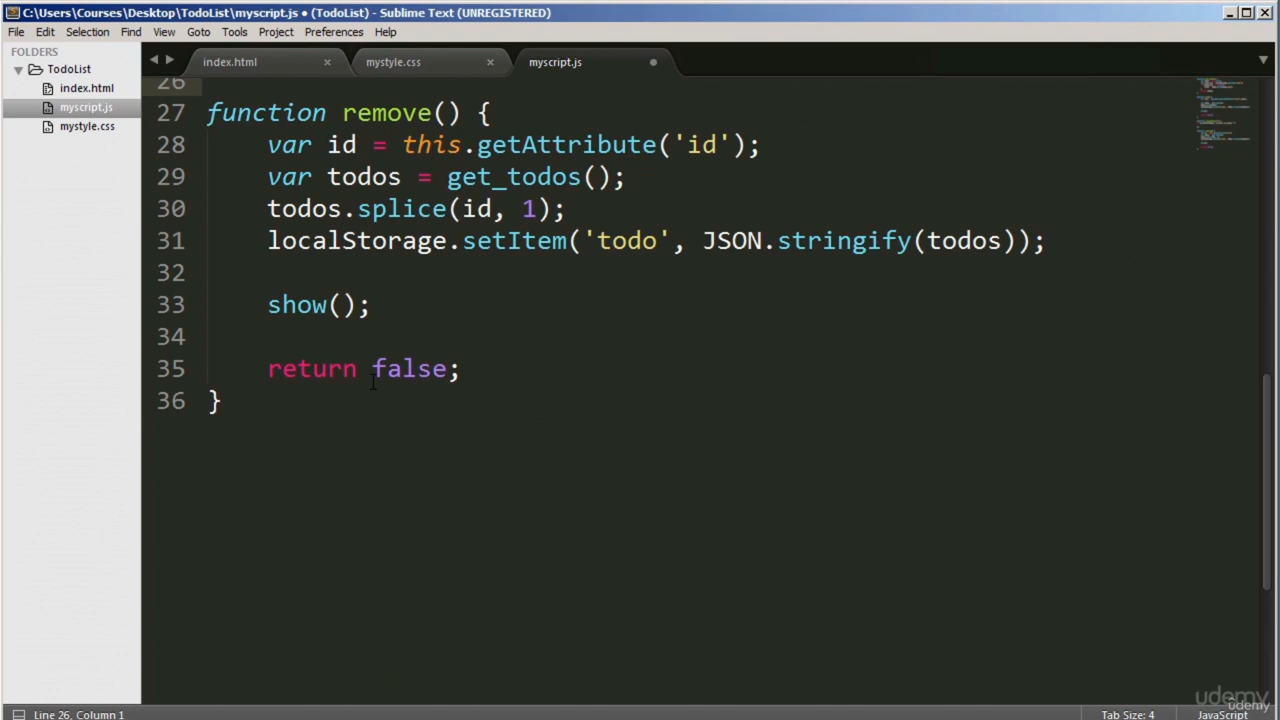 C:\Users\Courses\Desktop\TodoList\myscript.js • (TodoList) - Sublime Text (UNREGISTERED)
File Edit Selection Find View Goto Tools Project Preferences Help
FOLDERS
TodoList
index.html
myscript.js
mystyle.css
index.html × mystyle.css × myscript.js
26
27 function remove() {
28 var id = this.getAttribute('id');
29 var todos = get_todos();
30 todos.splice(id, 1);
31 localStorage.setItem('todo', JSON.stringify(todos));
32
33 show();
34
35 return false;
36 }
udemy
udemy
Line 26, Column 1 Tab Size: 4 JavaScript